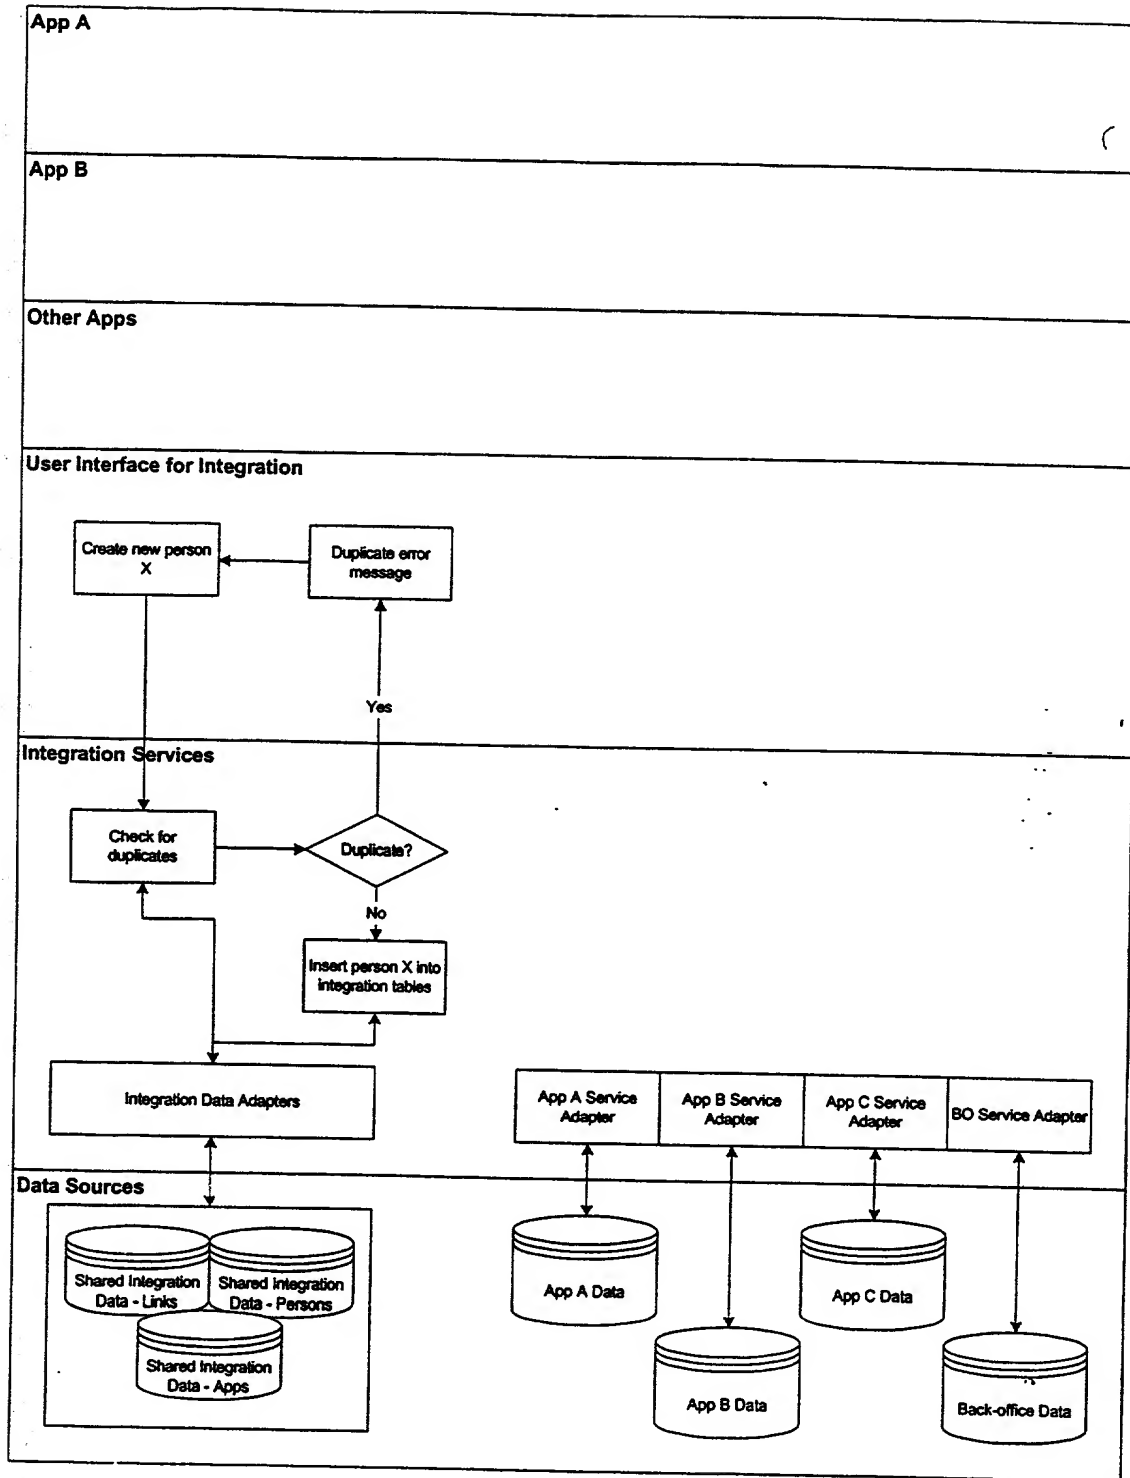 App A
App B
Other Apps
User Interface for Integration
Create new person
X
Duplicate error
message
Yes
Integration Services
Check for
duplicates
Duplicate?
No
Insert person X into
integration tables
Integration Data Adapters
App A Service
Adapter
App B Service
Adapter
App C Service
Adapter
BO Service Adapter
Data Sources
Shared Integration
Data - Links
Shared Integration
Data - Persons
Shared Integration
Data - Apps
App A Data
App B Data
App C Data
Back-office Data